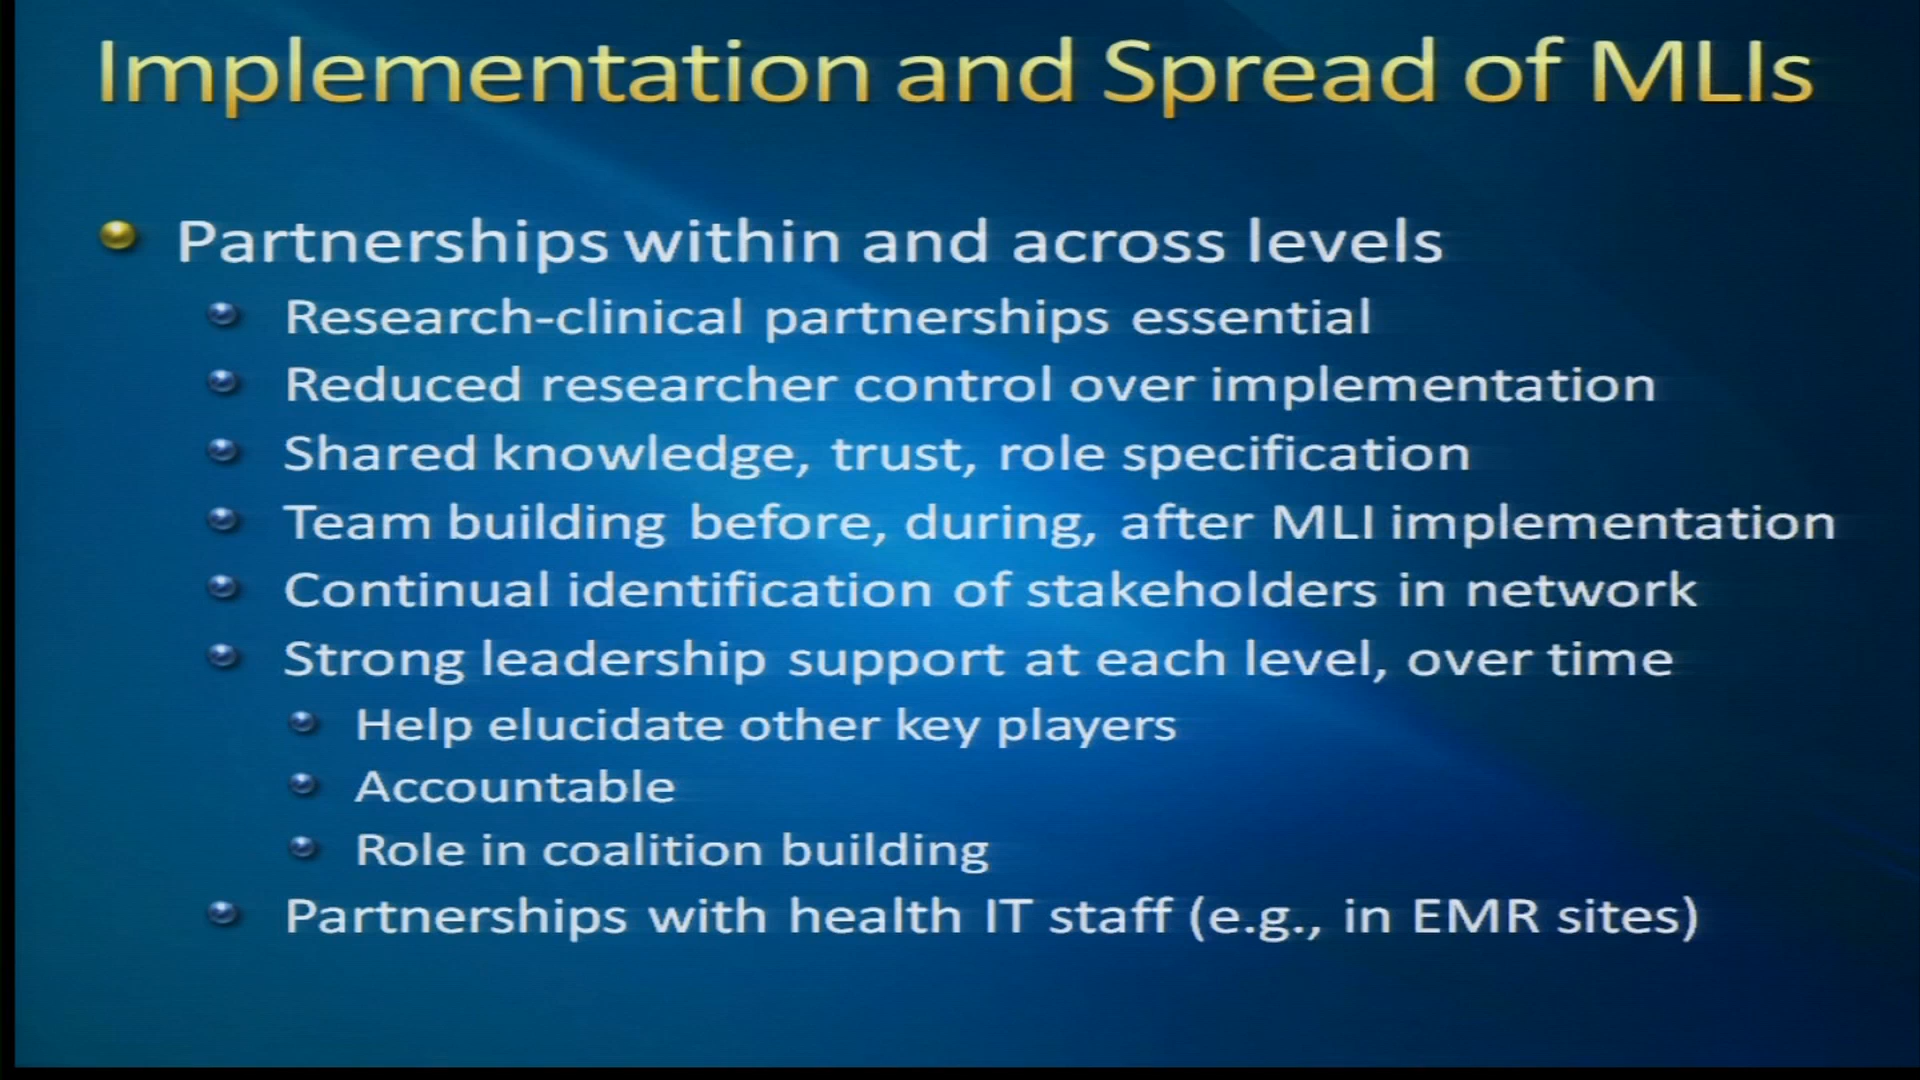 Implementation and Spread of MLIs
Partnerships within and across levels
Research-clinical partnerships essential
Reduced researcher control over implementation
Shared knowledge, trust, role specification
Team building before, during, after MLI implementation
Continual identification of stakeholders in network
Strong leadership support at each level, over time
Help elucidate other key players
Accountable
Role in coalition building
Partnerships with health IT staff (e.g., in EMR sites)